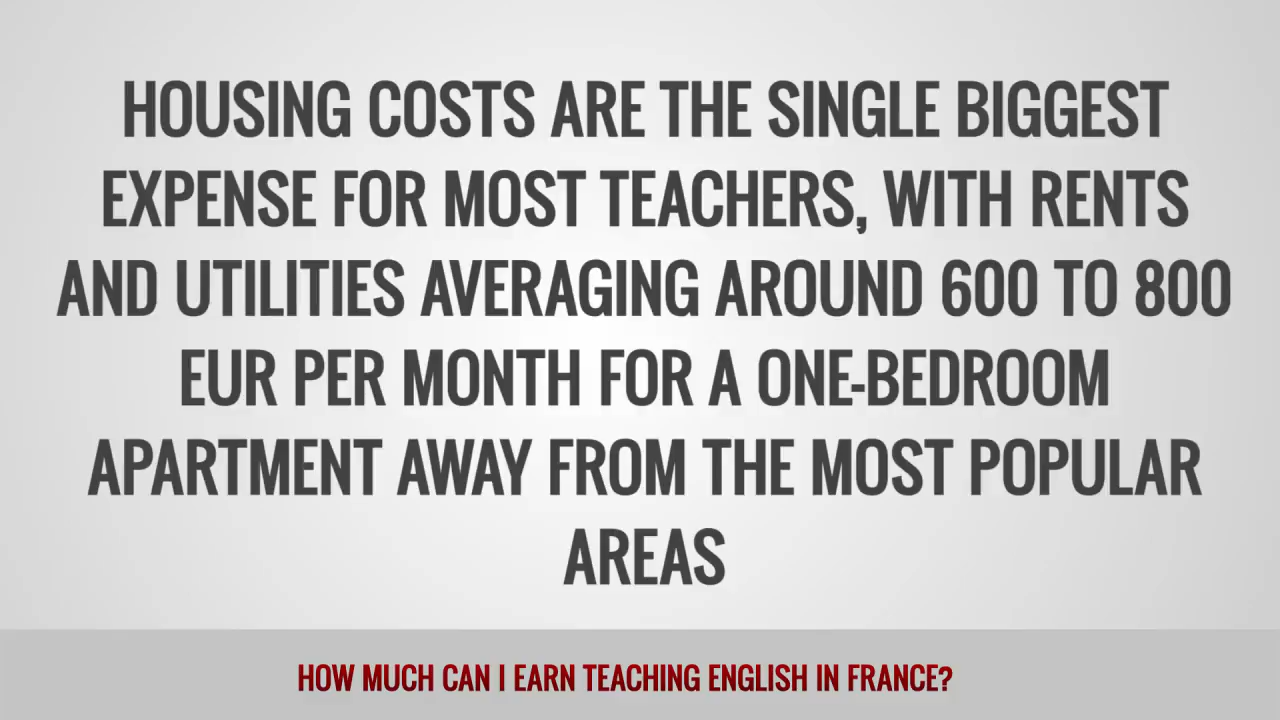 HOUSING COSTS ARE THE SINGLE BIGGEST
EXPENSE FOR MOST TEACHERS, WITH RENTS
AND UTILITIES AVERAGING AROUND 600 TO 800
EUR PER MONTH FOR A ONE-BEDROOM
APARTMENT AWAY FROM THE MOST POPULAR
AREAS
HOW MUCH CAN I EARN TEACHING ENGLISH IN FRANCE?